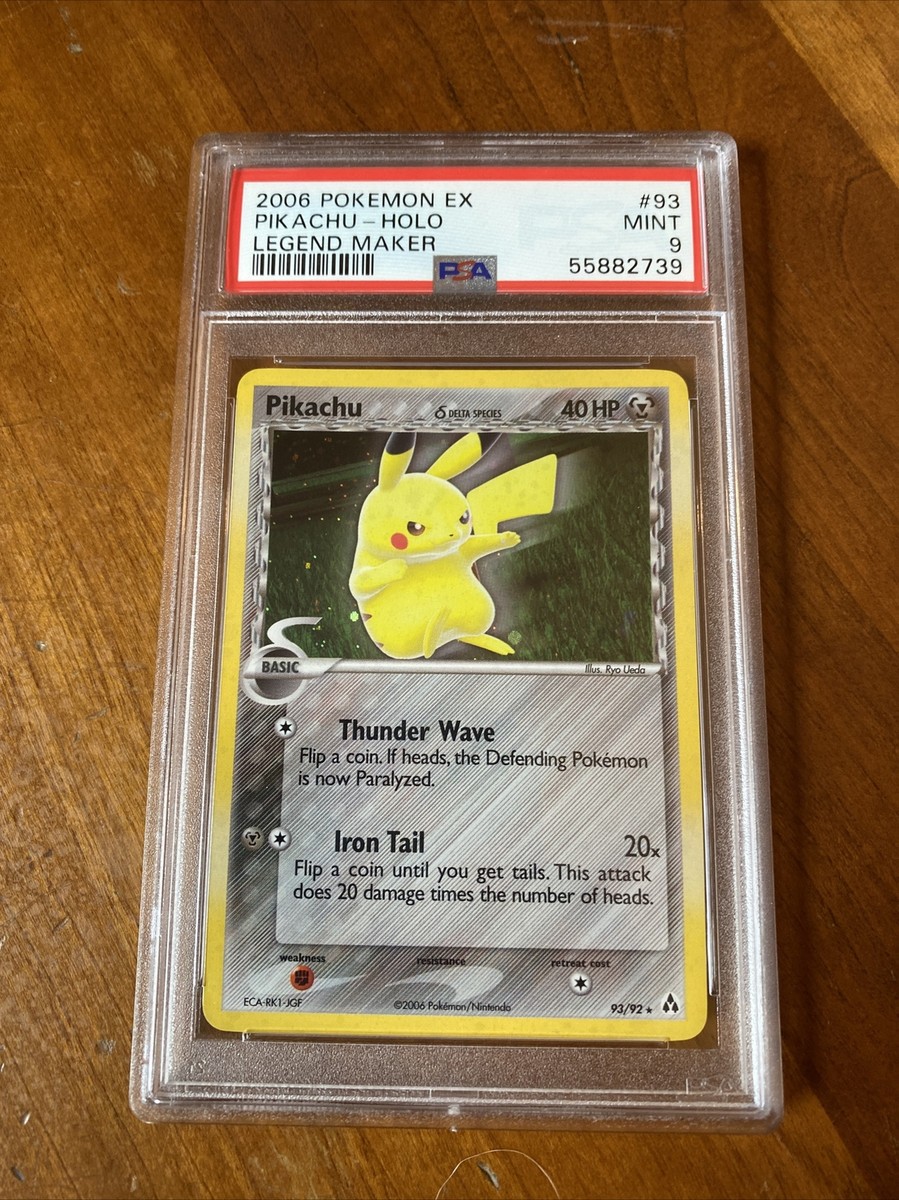 2006 POKEMON EX #93
PIKACHU - HOLO MINT
LEGEND MAKER 9
PSA 55882739
Pikachu δ DELTA SPECIES 40 HP
BASIC Illus. Ryo Ueda
Thunder Wave
Flip a coin. If heads, the Defending Pokémon
is now Paralyzed.
Iron Tail 20x
Flip a coin until you get tails. This attack
does 20 damage times the number of heads.
weakness resistance retreat cost
ECA-RK1-JGF ©2006 Pokémon/Nintendo 93/92 ★